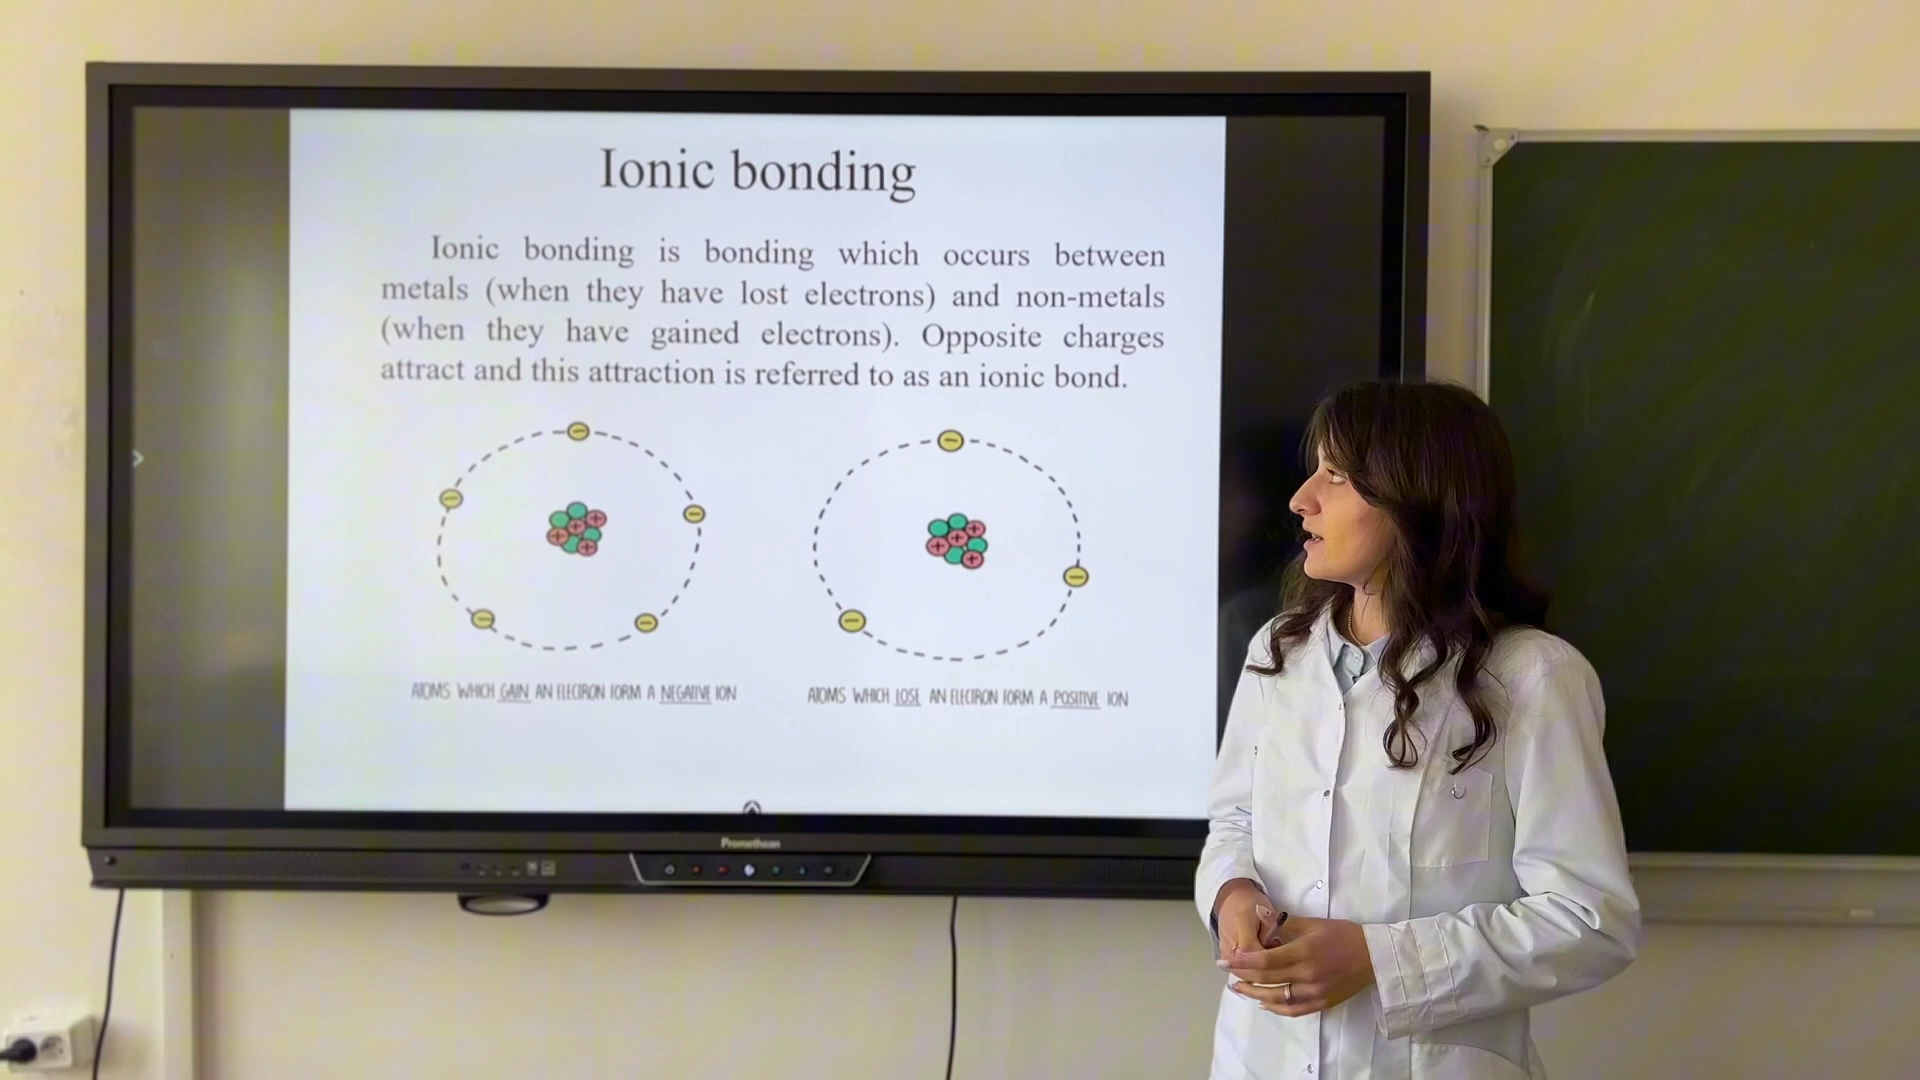 Ionic bonding
Ionic bonding is bonding which occurs between
metals (when they have lost electrons) and non-metals
(when they have gained electrons). Opposite charges
attract and this attraction is referred to as an ionic bond.
ATOMS WHICH GAIN AN ELECTRON FORM A NEGATIVE ION
ATOMS WHICH LOSE AN ELECTRON FORM A POSITIVE ION
Promethean